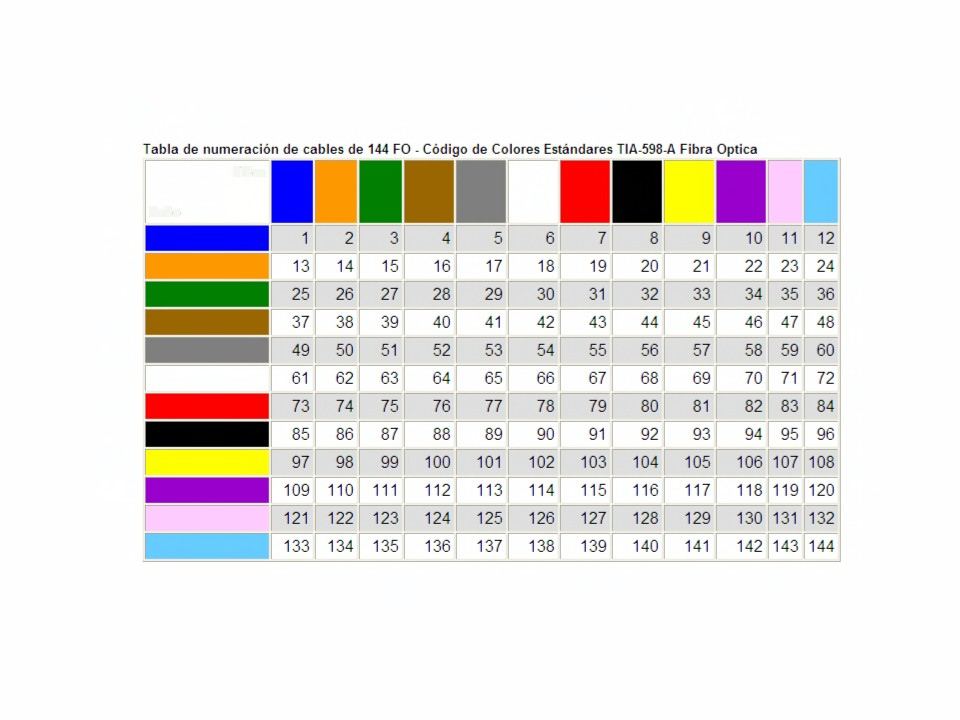 Tabla de numeración de cables de 144 FO - Código de Colores Estándares TIA-598-A Fibra Optica
1 2 3 4 5 6 7 8 9 10 11 12
13 14 15 16 17 18 19 20 21 22 23 24
25 26 27 28 29 30 31 32 33 34 35 36
37 38 39 40 41 42 43 44 45 46 47 48
49 50 51 52 53 54 55 56 57 58 59 60
61 62 63 64 65 66 67 68 69 70 71 72
73 74 75 76 77 78 79 80 81 82 83 84
85 86 87 88 89 90 91 92 93 94 95 96
97 98 99 100 101 102 103 104 105 106 107 108
109 110 111 112 113 114 115 116 117 118 119 120
121 122 123 124 125 126 127 128 129 130 131 132
133 134 135 136 137 138 139 140 141 142 143 144